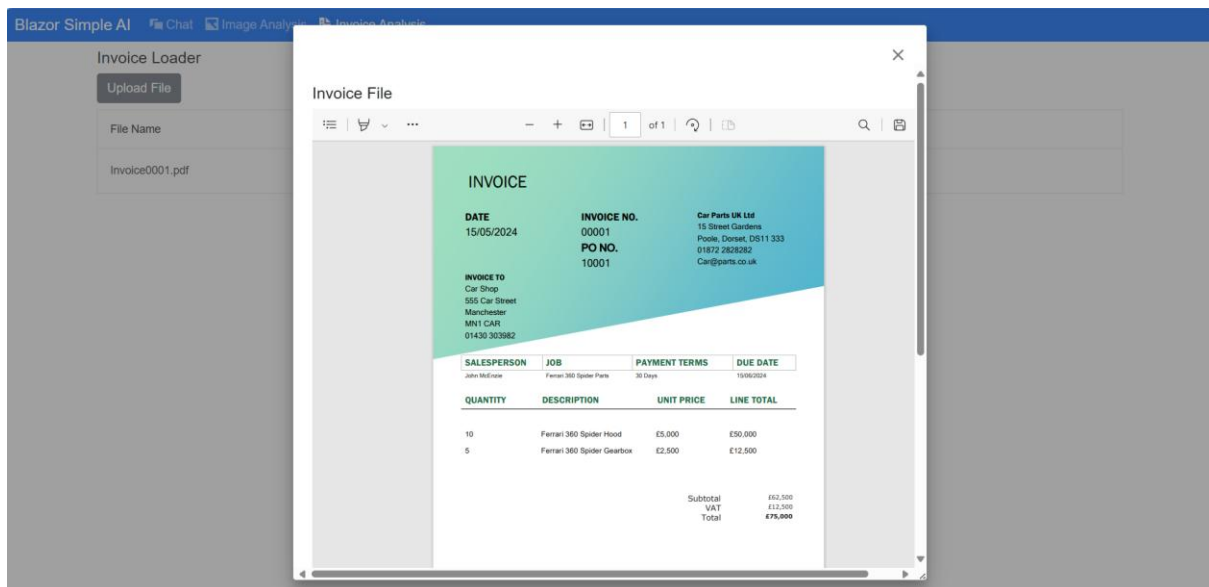 Blazor Simple AI Chat Image Analysis Invoice Analysis
Invoice Loader
Upload File
File Name
Invoice0001.pdf
Invoice File
1 of 1
INVOICE
DATE
15/05/2024
INVOICE NO.
00001
PO NO.
10001
Car Parts UK Ltd
15 Street Gardens
Poole, Dorset, DS11 333
01872 2828282
Car@parts.co.uk
INVOICE TO
Car Shop
555 Car Street
Manchester
MN1 CAR
01430 303982
SALESPERSON JOB PAYMENT TERMS DUE DATE
John McEnzie Ferrari 360 Spider Parts 30 Days
QUANTITY DESCRIPTION UNIT PRICE LINE TOTAL
10 Ferrari 360 Spider Hood £5,000 £50,000
5 Ferrari 360 Spider Gearbox £2,500 £12,500
Subtotal £62,500
VAT £12,500
Total £75,000